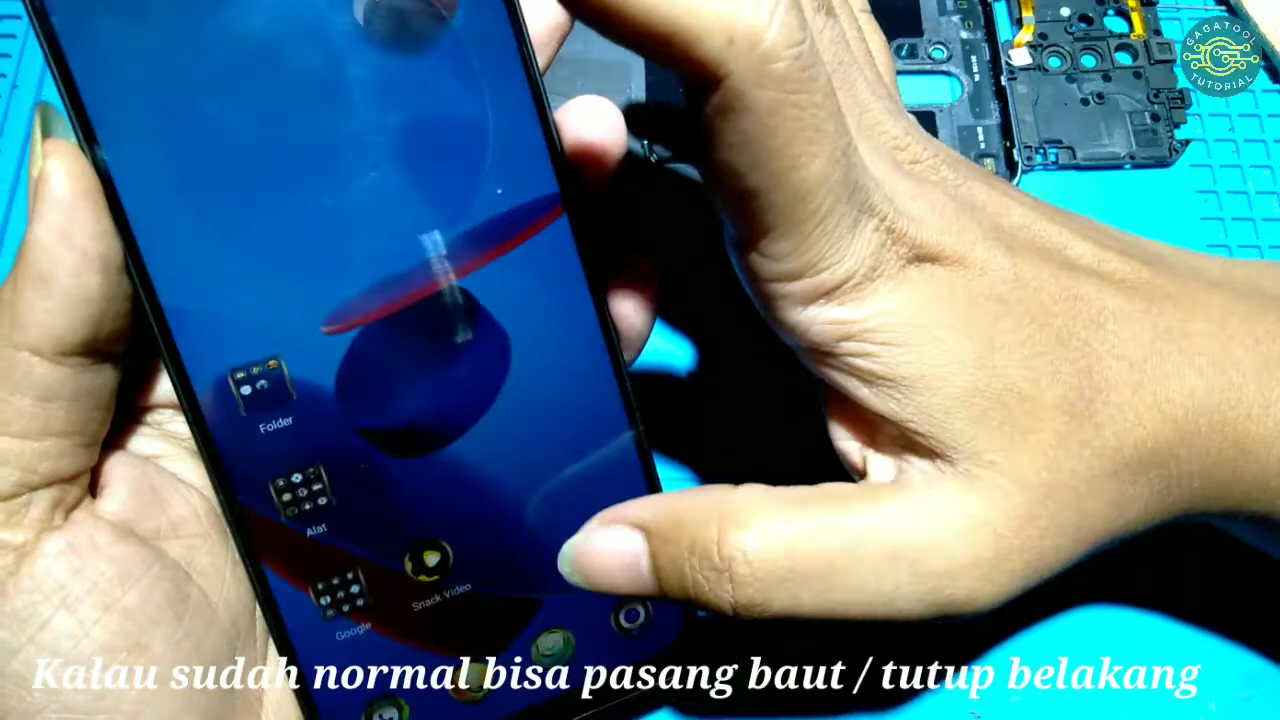 GAGATOOL
TUTORIAL
Folder
Alat
Snack Video
Google
Kalau sudah normal bisa pasang baut / tutup belakang